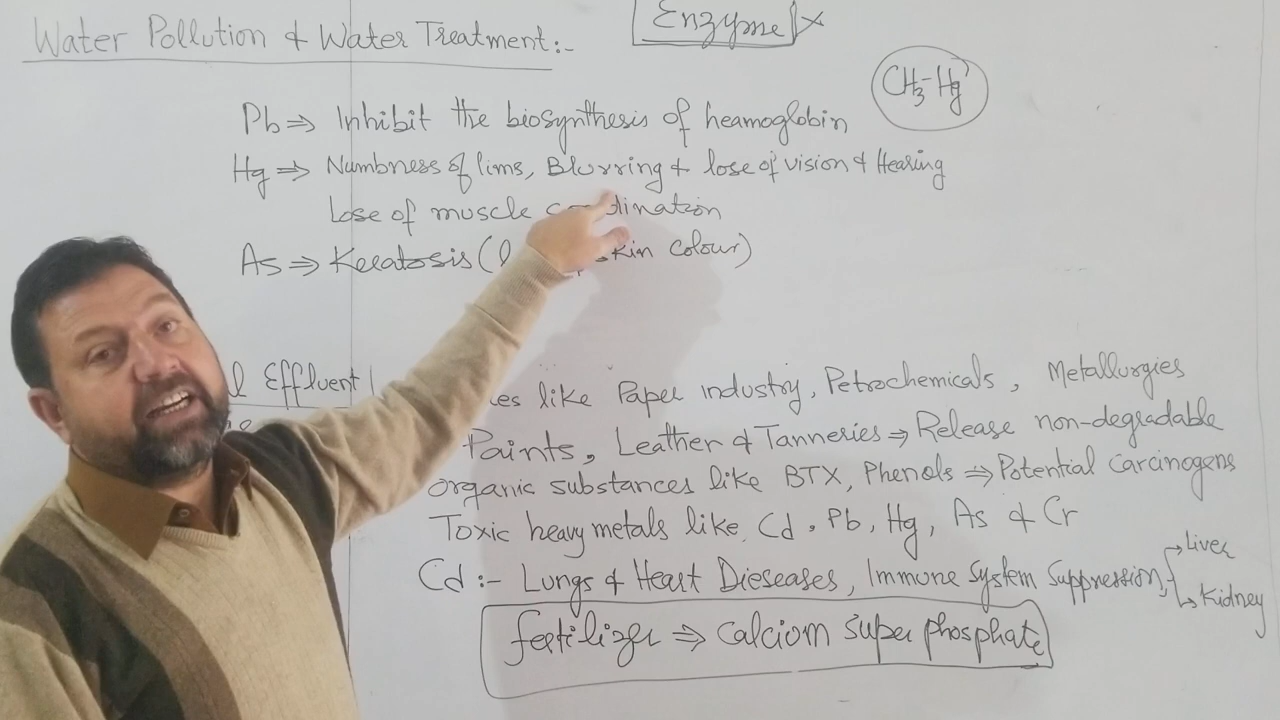 Water Pollution & Water Treatment:-
Enzyme x
CH3-Hg
Pb ⇒ Inhibit the biosynthesis of heamoglobin
Hg ⇒ Numbness of lims, Blurring & lose of vision & Hearing
Lose of muscle dination
As ⇒ Keratosis ( skin colour)
l Effluent
es like Paper industry, Petrochemicals, Metallurgies
Paints, Leather & Tanneries ⇒ Release non-degradable
organic substances like BTX, Phenols ⇒ Potential Carcinogens
Toxic heavy metals like, Cd, Pb, Hg, As & Cr
Cd :- Lungs & Heart Dieseases, Immune System Suppression, → Liver
→ Kidney
fertilizer ⇒ Calciom super phosphate